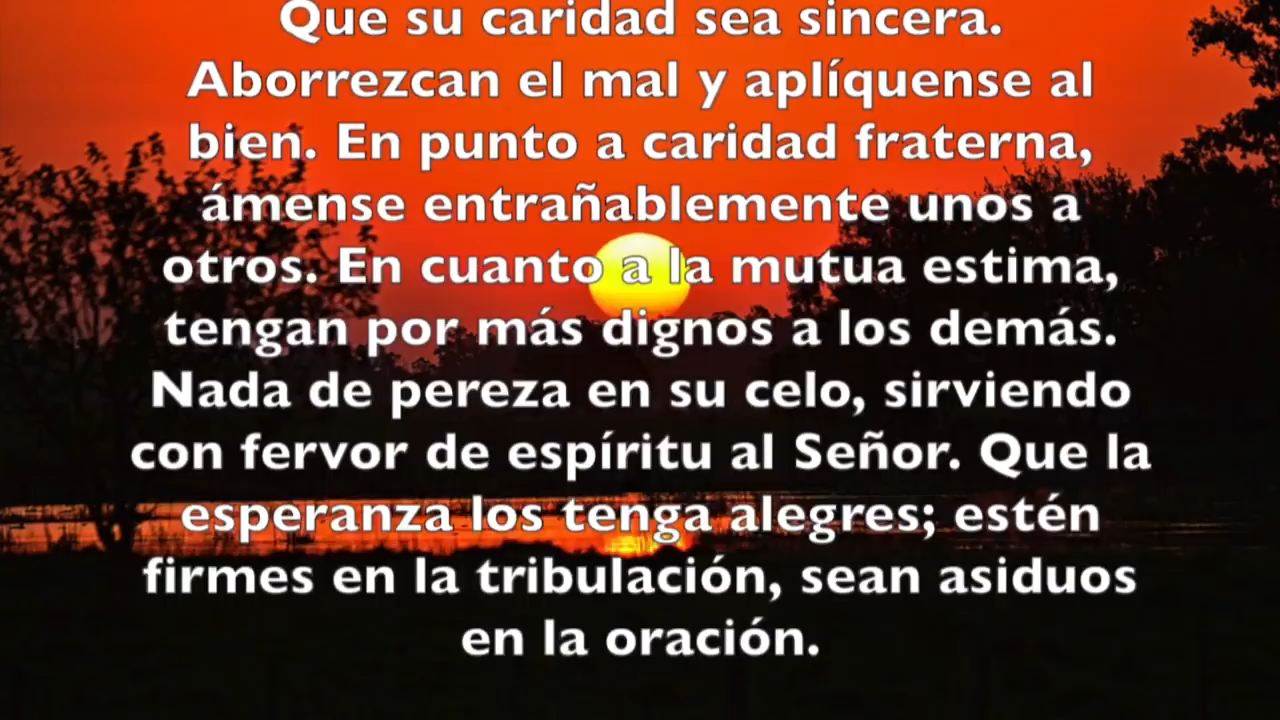 Que su caridad sea sincera.
Aborrezcan el mal y aplíquense al
bien. En punto a caridad fraterna,
ámense entrañablemente unos a
otros. En cuanto a la mutua estima,
tengan por más dignos a los demás.
Nada de pereza en su celo, sirviendo
con fervor de espíritu al Señor. Que la
esperanza los tenga alegres; estén
firmes en la tribulación, sean asiduos
en la oración.